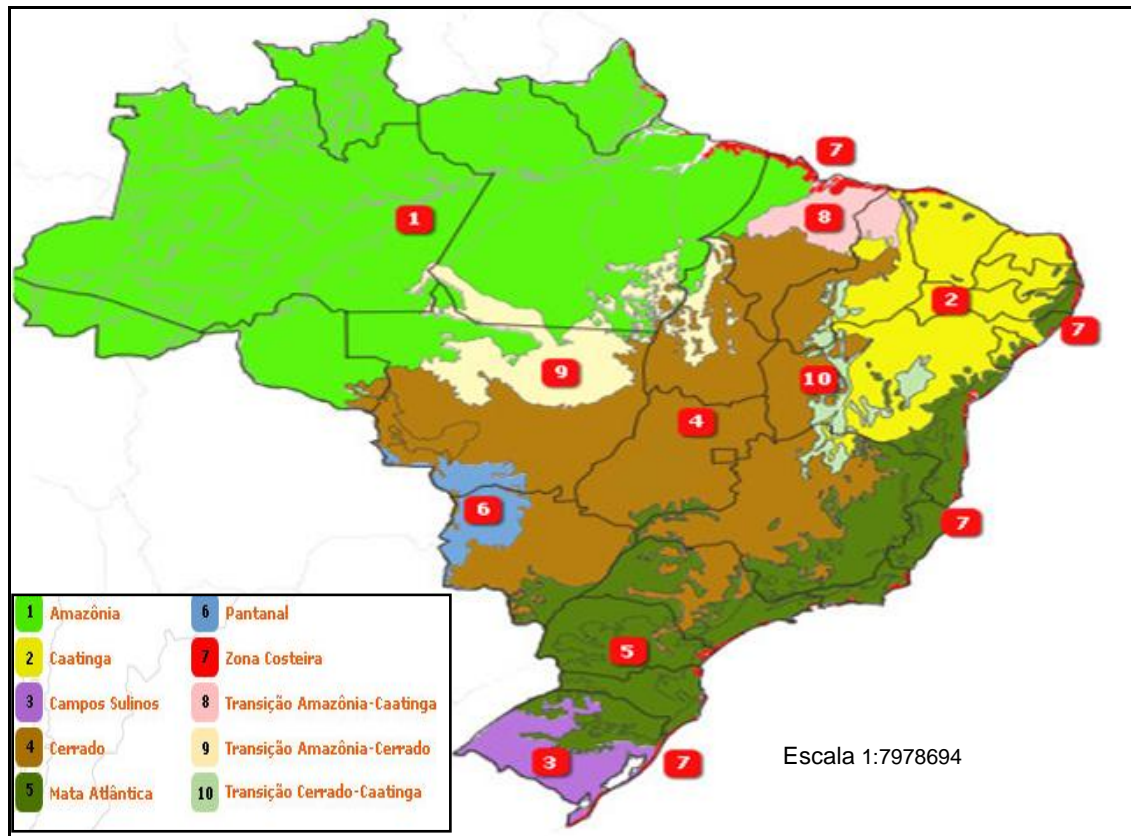 7
1
8
2
7
9
10
4
6
7
5
3
7
Escala 1:7978694
1 Amazônia
2 Caatinga
3 Campos Sulinos
4 Cerrado
5 Mata Atlântica
6 Pantanal
7 Zona Costeira
8 Transição Amazônia-Caatinga
9 Transição Amazônia-Cerrado
10 Transição Cerrado-Caatinga